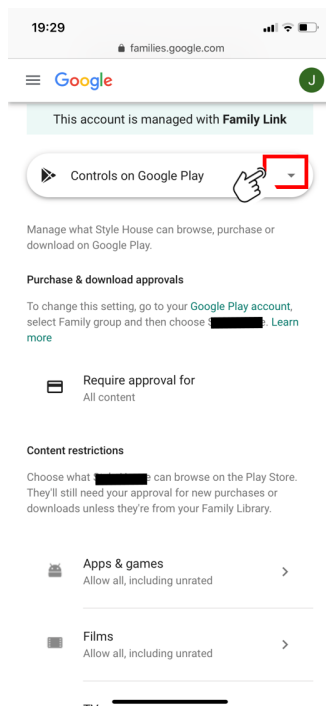 19:29
families.google.com
Google
J
This account is managed with Family Link
Controls on Google Play
Manage what Style House can browse, purchase or
download on Google Play.
Purchase & download approvals
To change this setting, go to your Google Play account,
select Family group and then choose. Learn
more
Require approval for
All content
Content restrictions
Choose what can browse on the Play Store.
They'll still need your approval for new purchases or
downloads unless they're from your Family Library.
Apps & games
Allow all, including unrated
Films
Allow all, including unrated